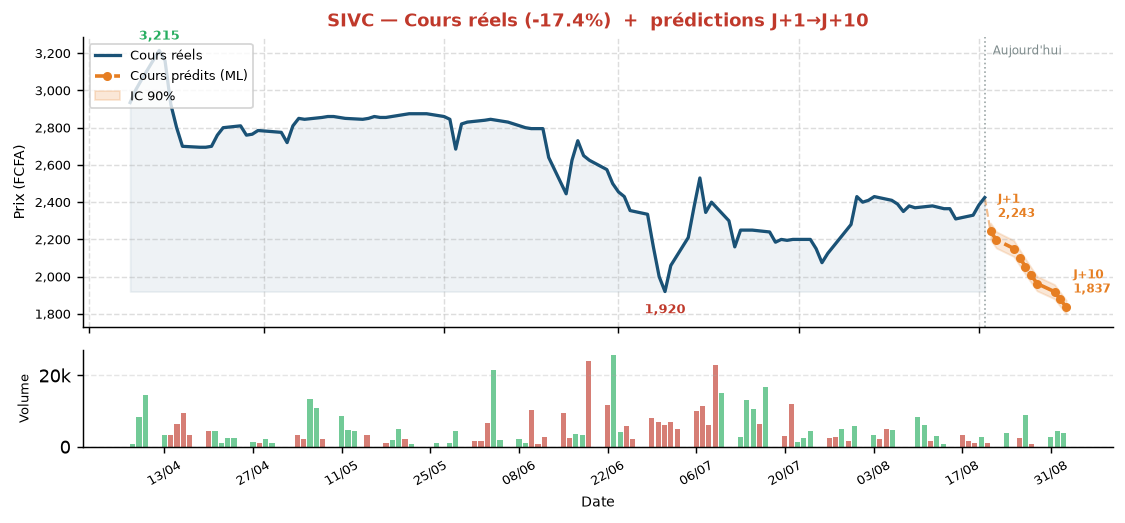 SIVC — Cours réels (-17.4%)  +  prédictions J+1→J+10
3,215
Cours réels
Cours prédits (ML)
IC 90%
Aujourd'hui
Prix (FCFA)
3,200
3,000
2,800
2,600
2,400
2,200
2,000
1,800
J+1
2,243
J+10
1,837
1,920
Volume
20k
0
13/04
27/04
11/05
25/05
08/06
22/06
06/07
20/07
03/08
17/08
31/08
Date